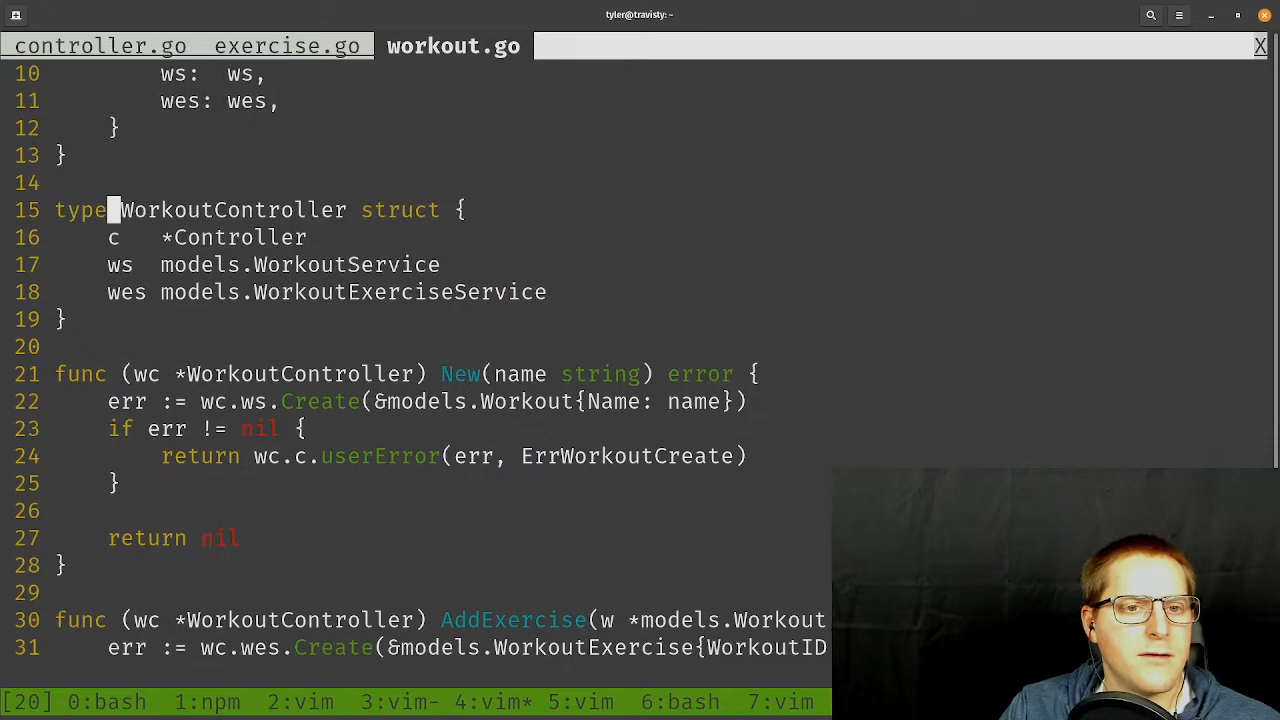 tyler@travisty: ~
controller.go exercise.go workout.go X
10 ws: ws,
11 wes: wes,
12 }
13 }
14
15 type WorkoutController struct {
16 c *Controller
17 ws models.WorkoutService
18 wes models.WorkoutExerciseService
19 }
20
21 func (wc *WorkoutController) New(name string) error {
22 err := wc.ws.Create(&models.Workout{Name: name})
23 if err != nil {
24 return wc.c.userError(err, ErrWorkoutCreate)
25 }
26
27 return nil
28 }
29
30 func (wc *WorkoutController) AddExercise(w *models.Workout
31 err := wc.wes.Create(&models.WorkoutExercise{WorkoutID
[20] 0:bash 1:npm 2:vim 3:vim- 4:vim* 5:vim 6:bash 7:vim